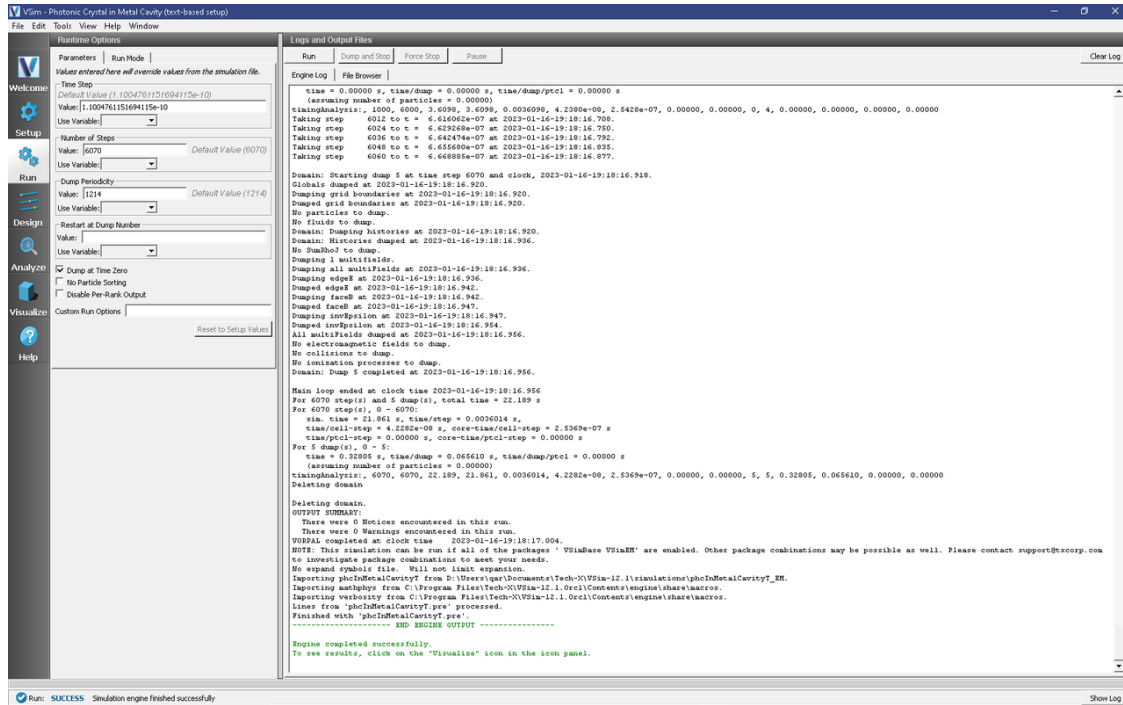 VSim - Photonic Crystal in Metal Cavity (text-based setup)
File Edit Tools View Help Window
Welcome
Setup
Run
Design
Analyze
Visualize
Help
Runtime Options
Parameters
Run Mode
Values entered here will override values from the simulation file.
Time Step
Default Value (1.1004761151694115e-10)
Value: 1.1004761151694115e-10
Use Variable:
Number of Steps
Value: 6070 Default Value (6070)
Use Variable:
Dump Periodicity
Value: 1214 Default Value (1214)
Use Variable:
Restart at Dump Number
Value:
Use Variable:
Dump at Time Zero
No Particle Sorting
Disable Per-Rank Output
Custom Run Options
Reset to Setup Values
Logs and Output Files
Run Dump and Stop Force Stop Pause Clear Log
Engine Log File Browser
time = 0.00000 s, time/dump = 0.00000 s, time/dump/ptcl = 0.00000 s
(assuming number of particles = 0.00000)
timingAnalysis:, 1000, 6000, 3.6098, 3.6098, 0.0036098, 4.2380e-08, 2.5428e-07, 0.00000, 0.00000, 0, 4, 0.00000, 0.00000, 0.00000, 0.00000
Taking step 6012 to t = 6.616062e-07 at 2023-01-16-19:18:16.708.
Taking step 6024 to t = 6.629268e-07 at 2023-01-16-19:18:16.750.
Taking step 6036 to t = 6.642474e-07 at 2023-01-16-19:18:16.792.
Taking step 6048 to t = 6.655680e-07 at 2023-01-16-19:18:16.835.
Taking step 6060 to t = 6.668885e-07 at 2023-01-16-19:18:16.877.
Domain: Starting dump 5 at time step 6070 and clock, 2023-01-16-19:18:16.918.
Globals dumped at 2023-01-16-19:18:16.920.
Dumping grid boundaries at 2023-01-16-19:18:16.920.
Dumped grid boundaries at 2023-01-16-19:18:16.920.
No particles to dump.
No fluids to dump.
Domain: Dumping histories at 2023-01-16-19:18:16.920.
Domain: Histories dumped at 2023-01-16-19:18:16.936.
No SumRhoJ to dump.
Dumping 1 multifields.
Dumping all multiFields at 2023-01-16-19:18:16.936.
Dumping edgeE at 2023-01-16-19:18:16.936.
Dumped edgeE at 2023-01-16-19:18:16.942.
Dumping faceB at 2023-01-16-19:18:16.942.
Dumped faceB at 2023-01-16-19:18:16.947.
Dumping invEpsilon at 2023-01-16-19:18:16.947.
Dumped invEpsilon at 2023-01-16-19:18:16.954.
All multiFields dumped at 2023-01-16-19:18:16.956.
No electromagnetic fields to dump.
No collisions to dump.
No ionization processes to dump.
Domain: Dump 5 completed at 2023-01-16-19:18:16.956.
Main loop ended at clock time 2023-01-16-19:18:16.956
For 6070 step(s) and 5 dump(s), total time = 22.189 s
For 6070 step(s), 0 - 6070:
sim. time = 21.861 s, time/step = 0.0036014 s,
time/cell-step = 4.2282e-08 s, core-time/cell-step = 2.5369e-07 s
time/ptcl-step = 0.00000 s, core-time/ptcl-step = 0.00000 s
For 5 dump(s), 0 - 5:
time = 0.32805 s, time/dump = 0.065610 s, time/dump/ptcl = 0.00000 s
(assuming number of particles = 0.00000)
timingAnalysis:, 6070, 6070, 22.189, 21.861, 0.0036014, 4.2282e-08, 2.5369e-07, 0.00000, 0.00000, 5, 5, 0.32805, 0.065610, 0.00000, 0.00000
Deleting domain
Deleting domain.
OUTPUT SUMMARY:
There were 0 Notices encountered in this run.
There were 0 Warnings encountered in this run.
VORPAL completed at clock time 2023-01-16-19:18:17.004.
NOTE: This simulation can be run if all of the packages ' VSimBase VSimEM' are enabled. Other package combinations may be possible as well. Please contact support@txcorp.com
to investigate package combinations to meet your needs.
No expand symbols file. Will not limit expansion.
Importing phcInMetalCavityT from D:\Users\qar\Documents\Tech-X\VSim-12.1\simulations\phcInMetalCavityT_EM.
Importing mathphys from C:\Program Files\Tech-X\VSim-12.1.0rc1\Contents\engine\share\macros.
Importing verbosity from C:\Program Files\Tech-X\VSim-12.1.0rc1\Contents\engine\share\macros.
Lines from 'phcInMetalCavityT.pre' processed.
Finished with 'phcInMetalCavityT.pre'.
-------------------- END ENGINE OUTPUT ----------------
Engine completed successfully.
To see results, click on the "Visualize" icon in the icon panel.
Run: SUCCESS Simulation engine finished successfully
Show Log